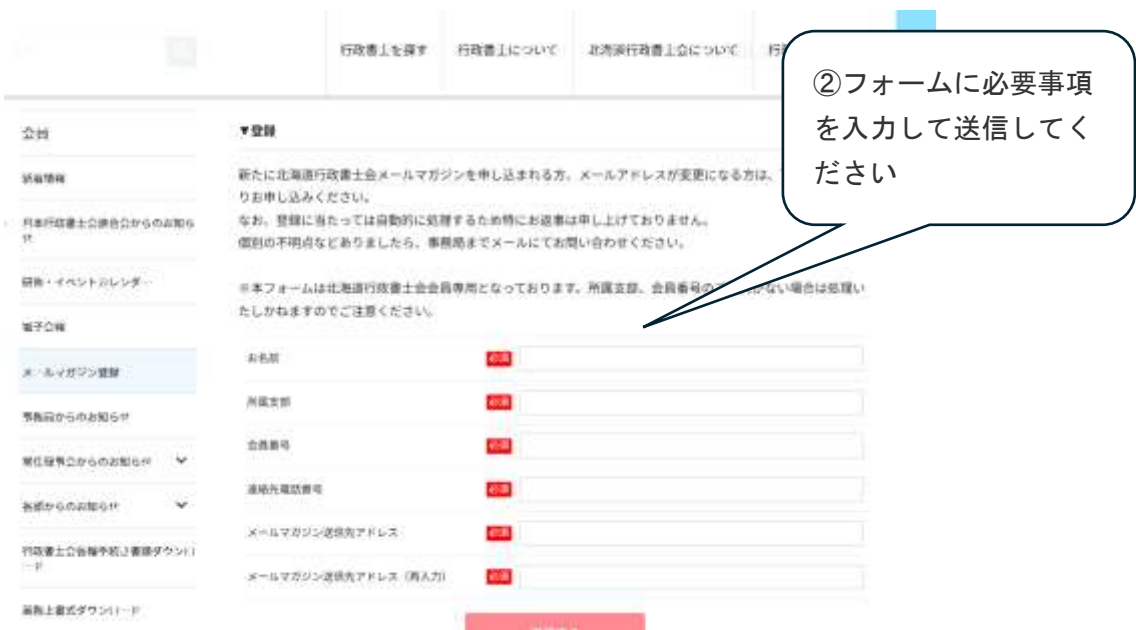 行政書士を探す
行政書士について
北海道行政書士会について
②フォームに必要事項
を入力して送信してく
ださい
会員
新着情報
日本行政書士会連合会からのお知ら
せ
研修・イベントカレンダー
電子会報
メールマガジン登録
事務局からのお知らせ
常任理事会からのお知らせ
各部からのお知らせ
行政書士会各種手続き書類ダウンロ
ード
業務上書式ダウンロード
▼登録
新たに北海道行政書士会メールマガジンを申し込まれる方、メールアドレスが変更になる方は、
りお申し込みください。
なお、登録に当たっては自動的に処理するため特にお返事は申し上げておりません。
個別の不明点などありましたら、事務局までメールにてお問い合わせください。
※本フォームは北海道行政書士会会員専用となっております。所属支部、会員番号の
ない場合は処理い
たしかねますのでご注意ください。
お名前 必須
所属支部 必須
会員番号 必須
連絡先電話番号 必須
メールマガジン送信先アドレス 必須
メールマガジン送信先アドレス（再入力） 必須